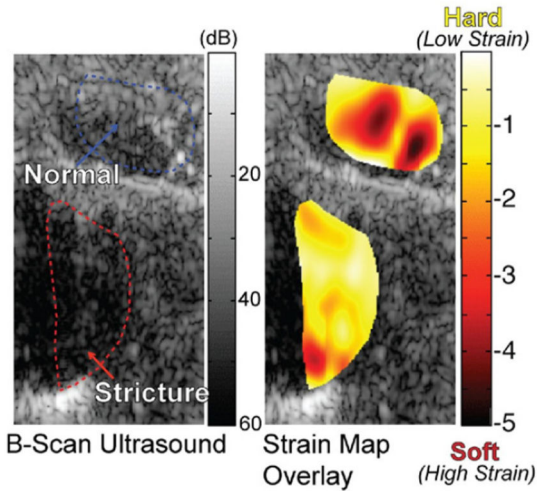 (dB)
Hard
(Low Strain)
Normal
Stricture
20
40
60
-1
-2
-3
-4
-5
B-Scan Ultrasound
Strain Map
Overlay
Soft
(High Strain)